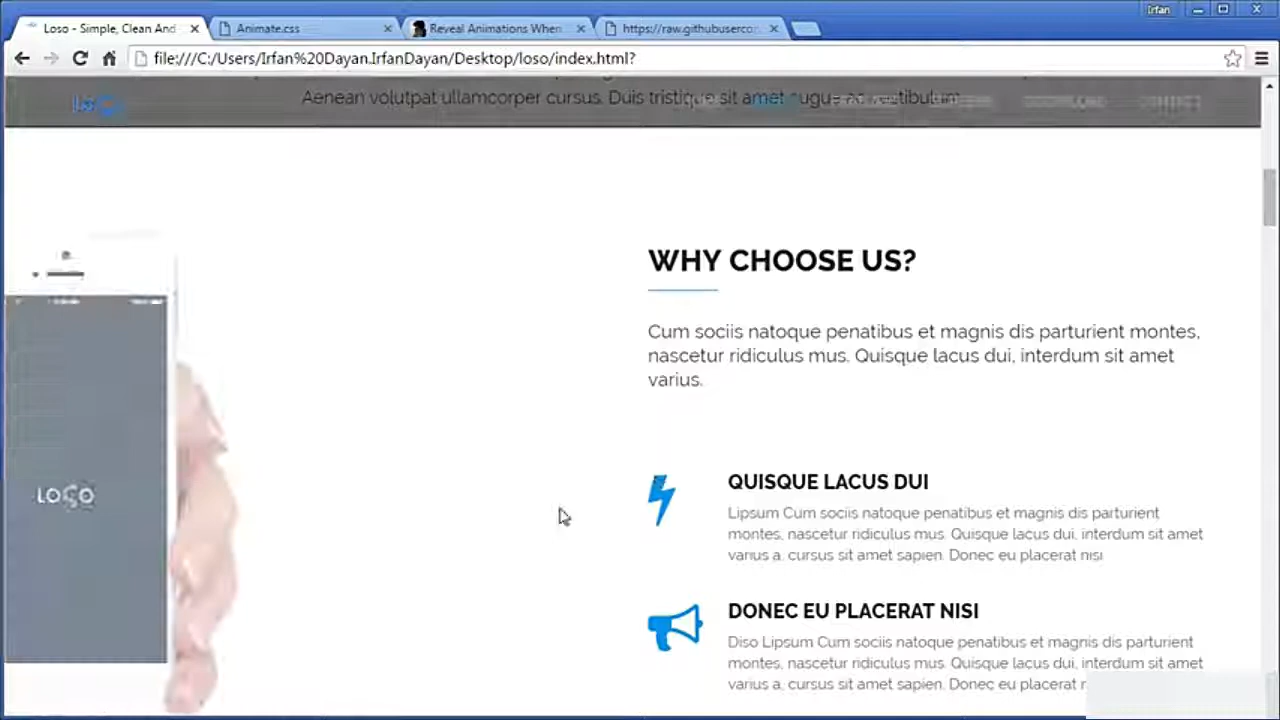 Irfan
Loso - Simple, Clean And
Animate.css
Reveal Animations When
https://raw.githubuserco
file:///C:/Users/Irfan%20Dayan.IrfanDayan/Desktop/loso/index.html?
Aenean volutpat ullamcorper cursus. Duis tristique sit amet augue ac vestibulum
WHY CHOOSE US?
Cum sociis natoque penatibus et magnis dis parturient montes,
nascetur ridiculus mus. Quisque lacus dui, interdum sit amet
varius.
LOGO
QUISQUE LACUS DUI
Lipsum Cum sociis natoque penatibus et magnis dis parturient
montes, nascetur ridiculus mus. Quisque lacus dui, interdum sit amet
varius a, cursus sit amet sapien. Donec eu placerat nisi
DONEC EU PLACERAT NISI
Diso Lipsum Cum sociis natoque penatibus et magnis dis parturient
montes, nascetur ridiculus mus. Quisque lacus dui, interdum sit amet
varius a, cursus sit amet sapien. Donec eu placerat